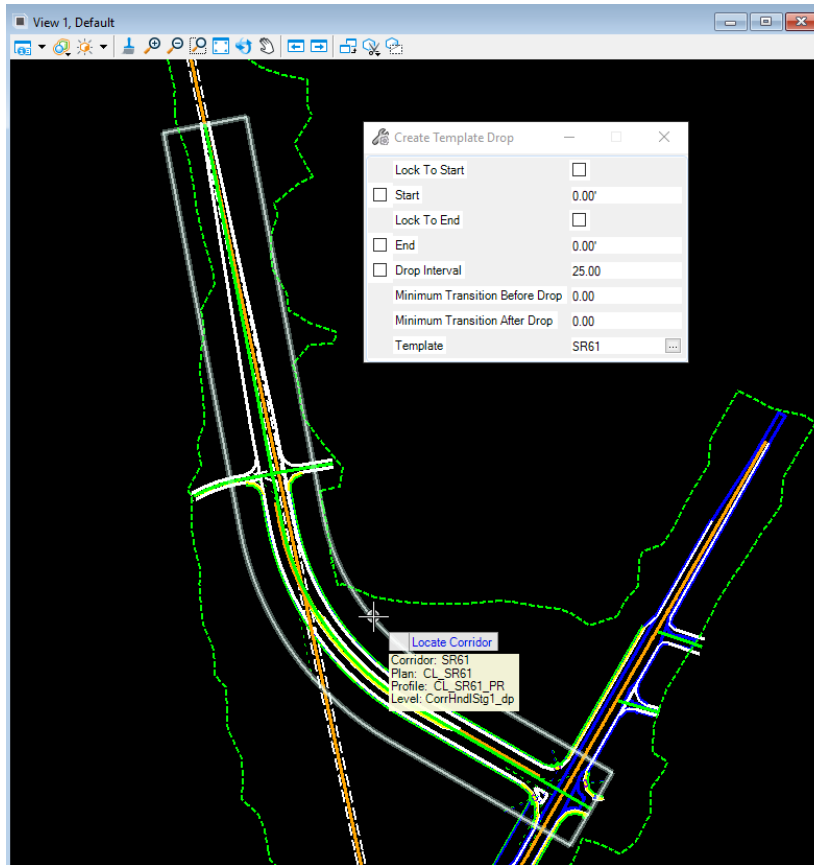 View 1, Default
Create Template Drop
Lock To Start
Start 0.00'
Lock To End
End 0.00'
Drop Interval 25.00
Minimum Transition Before Drop 0.00
Minimum Transition After Drop 0.00
Template SR61 ...
Locate Corridor
Corridor: SR61
Plan: CL_SR61
Profile: CL_SR61_PR
Level: CorrHndlStg1_dp